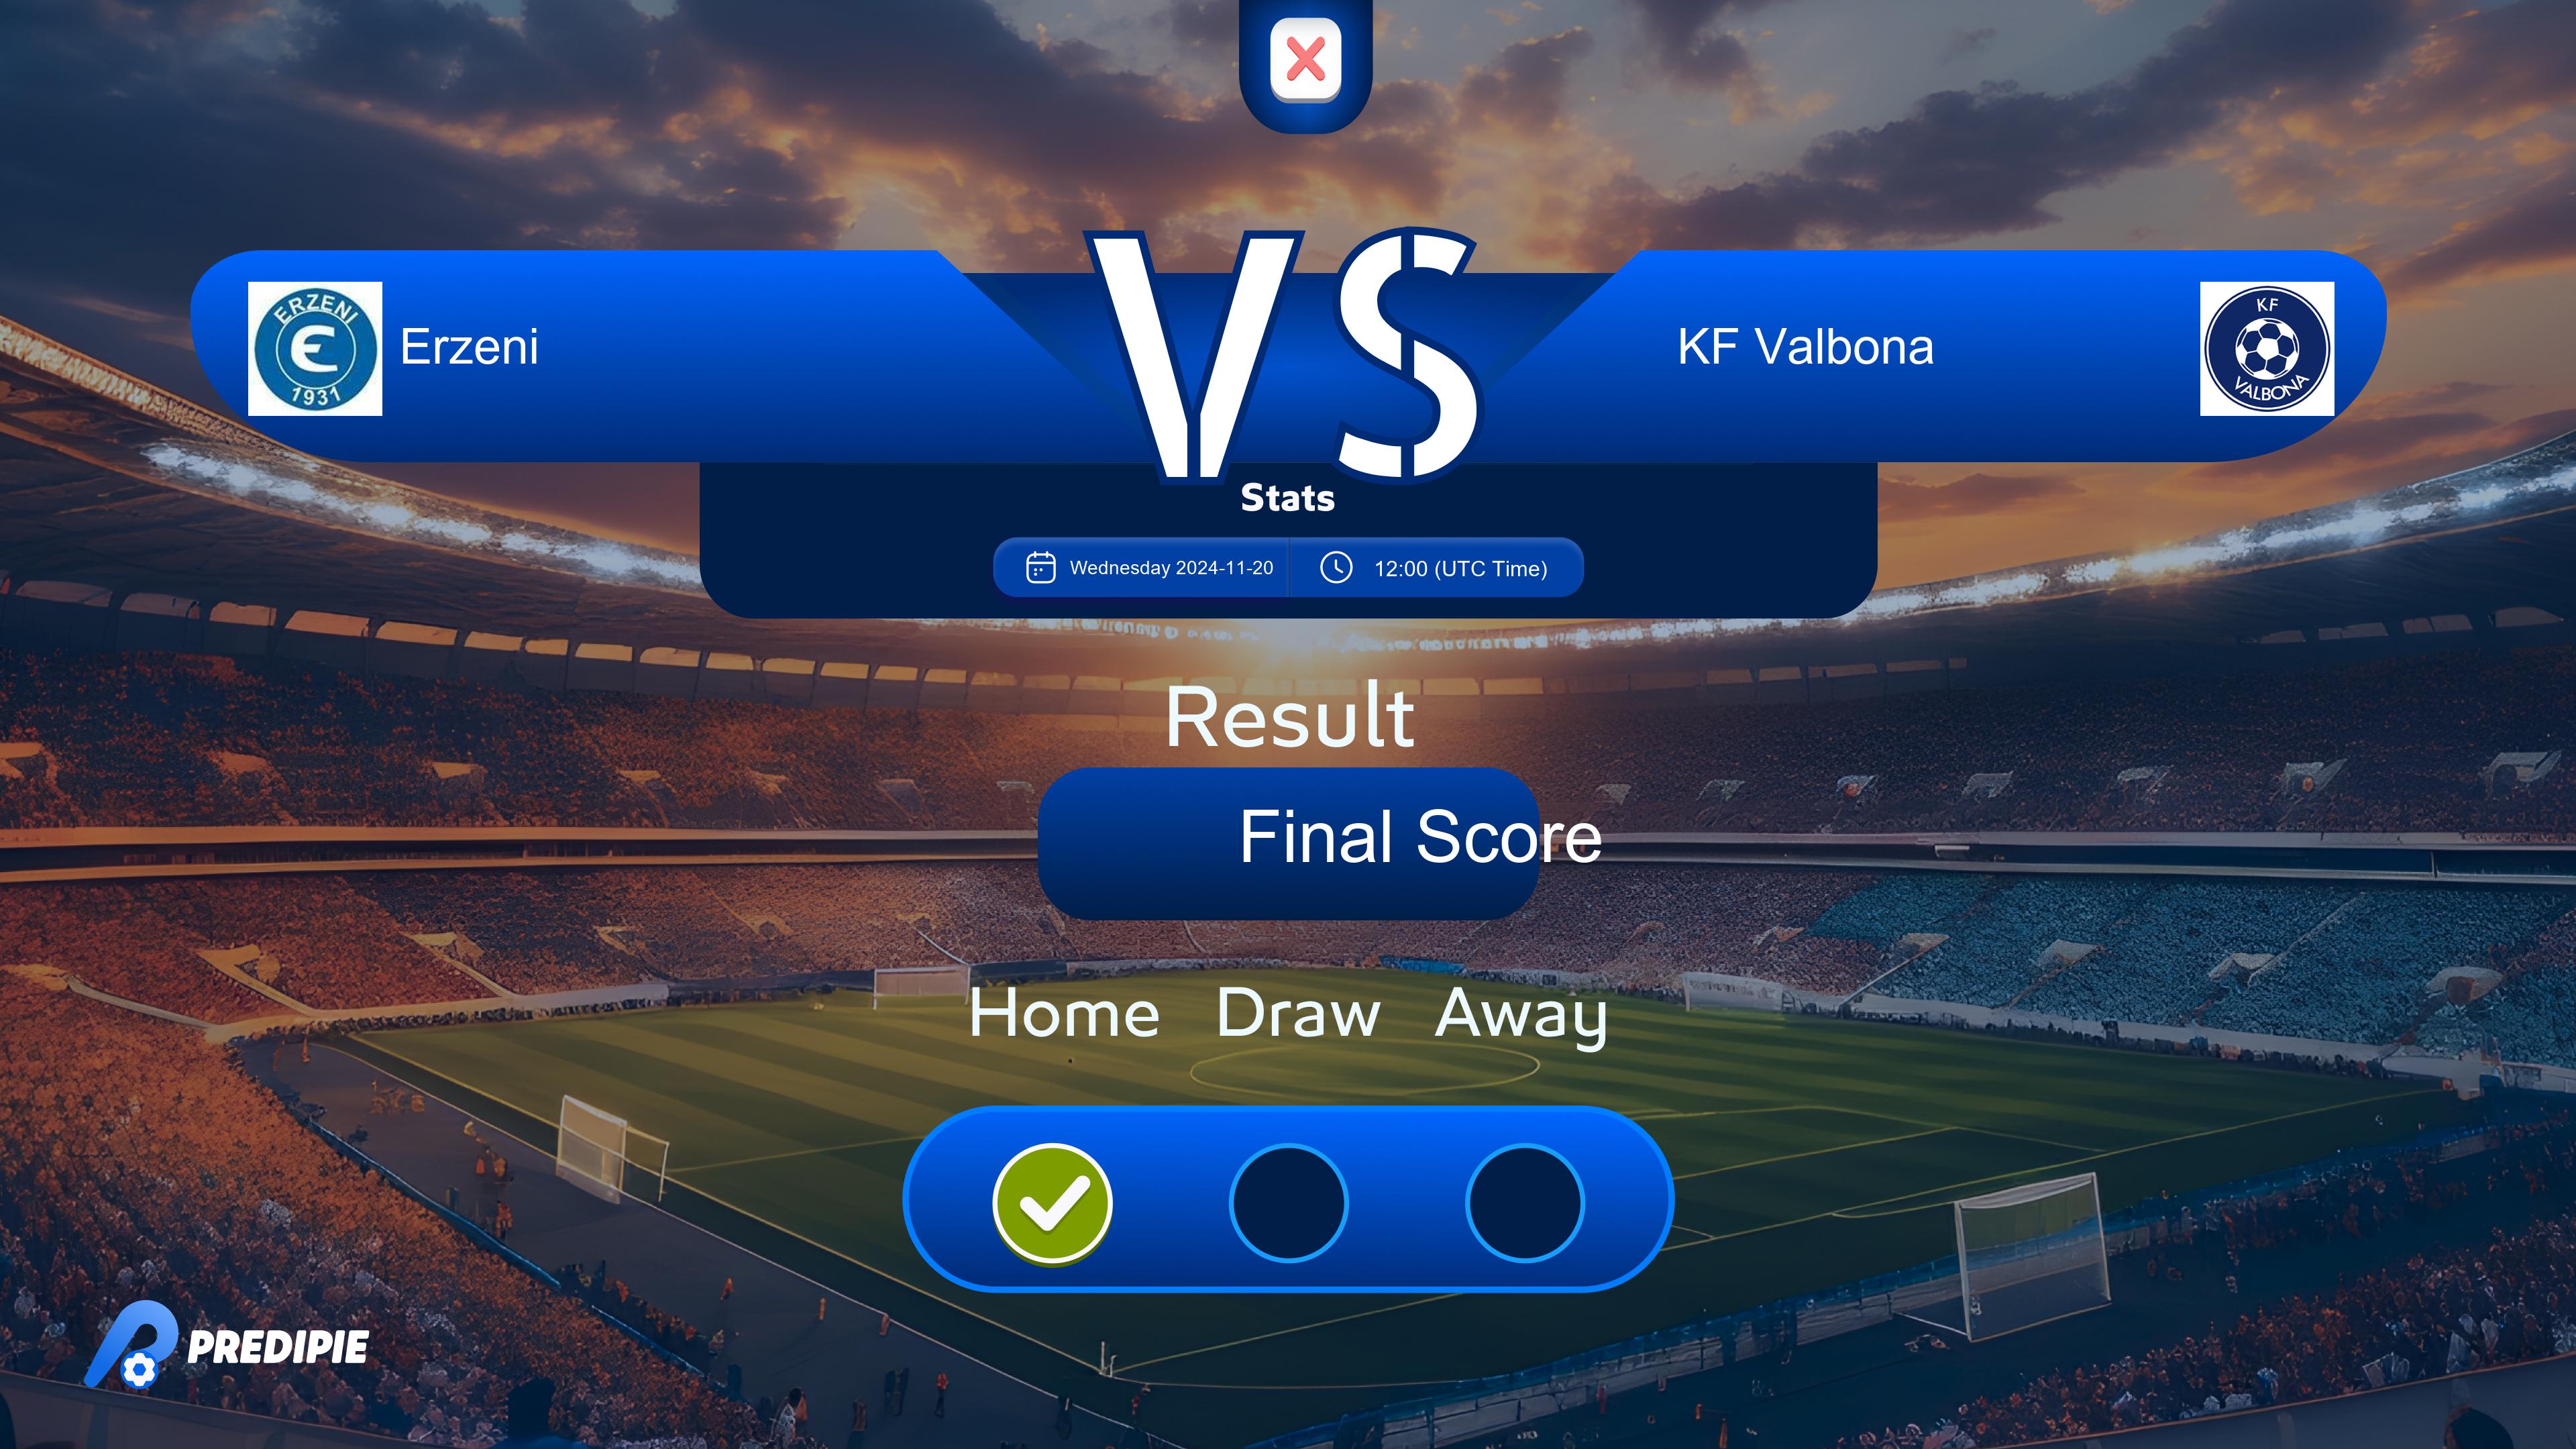 VS
ERZENI
1931
Erzeni
KF Valbona
KF
VALBONA
Stats
Wednesday 2024-11-20
12:00 (UTC Time)
Result
Final Score
Home Draw Away
PREDIPIE